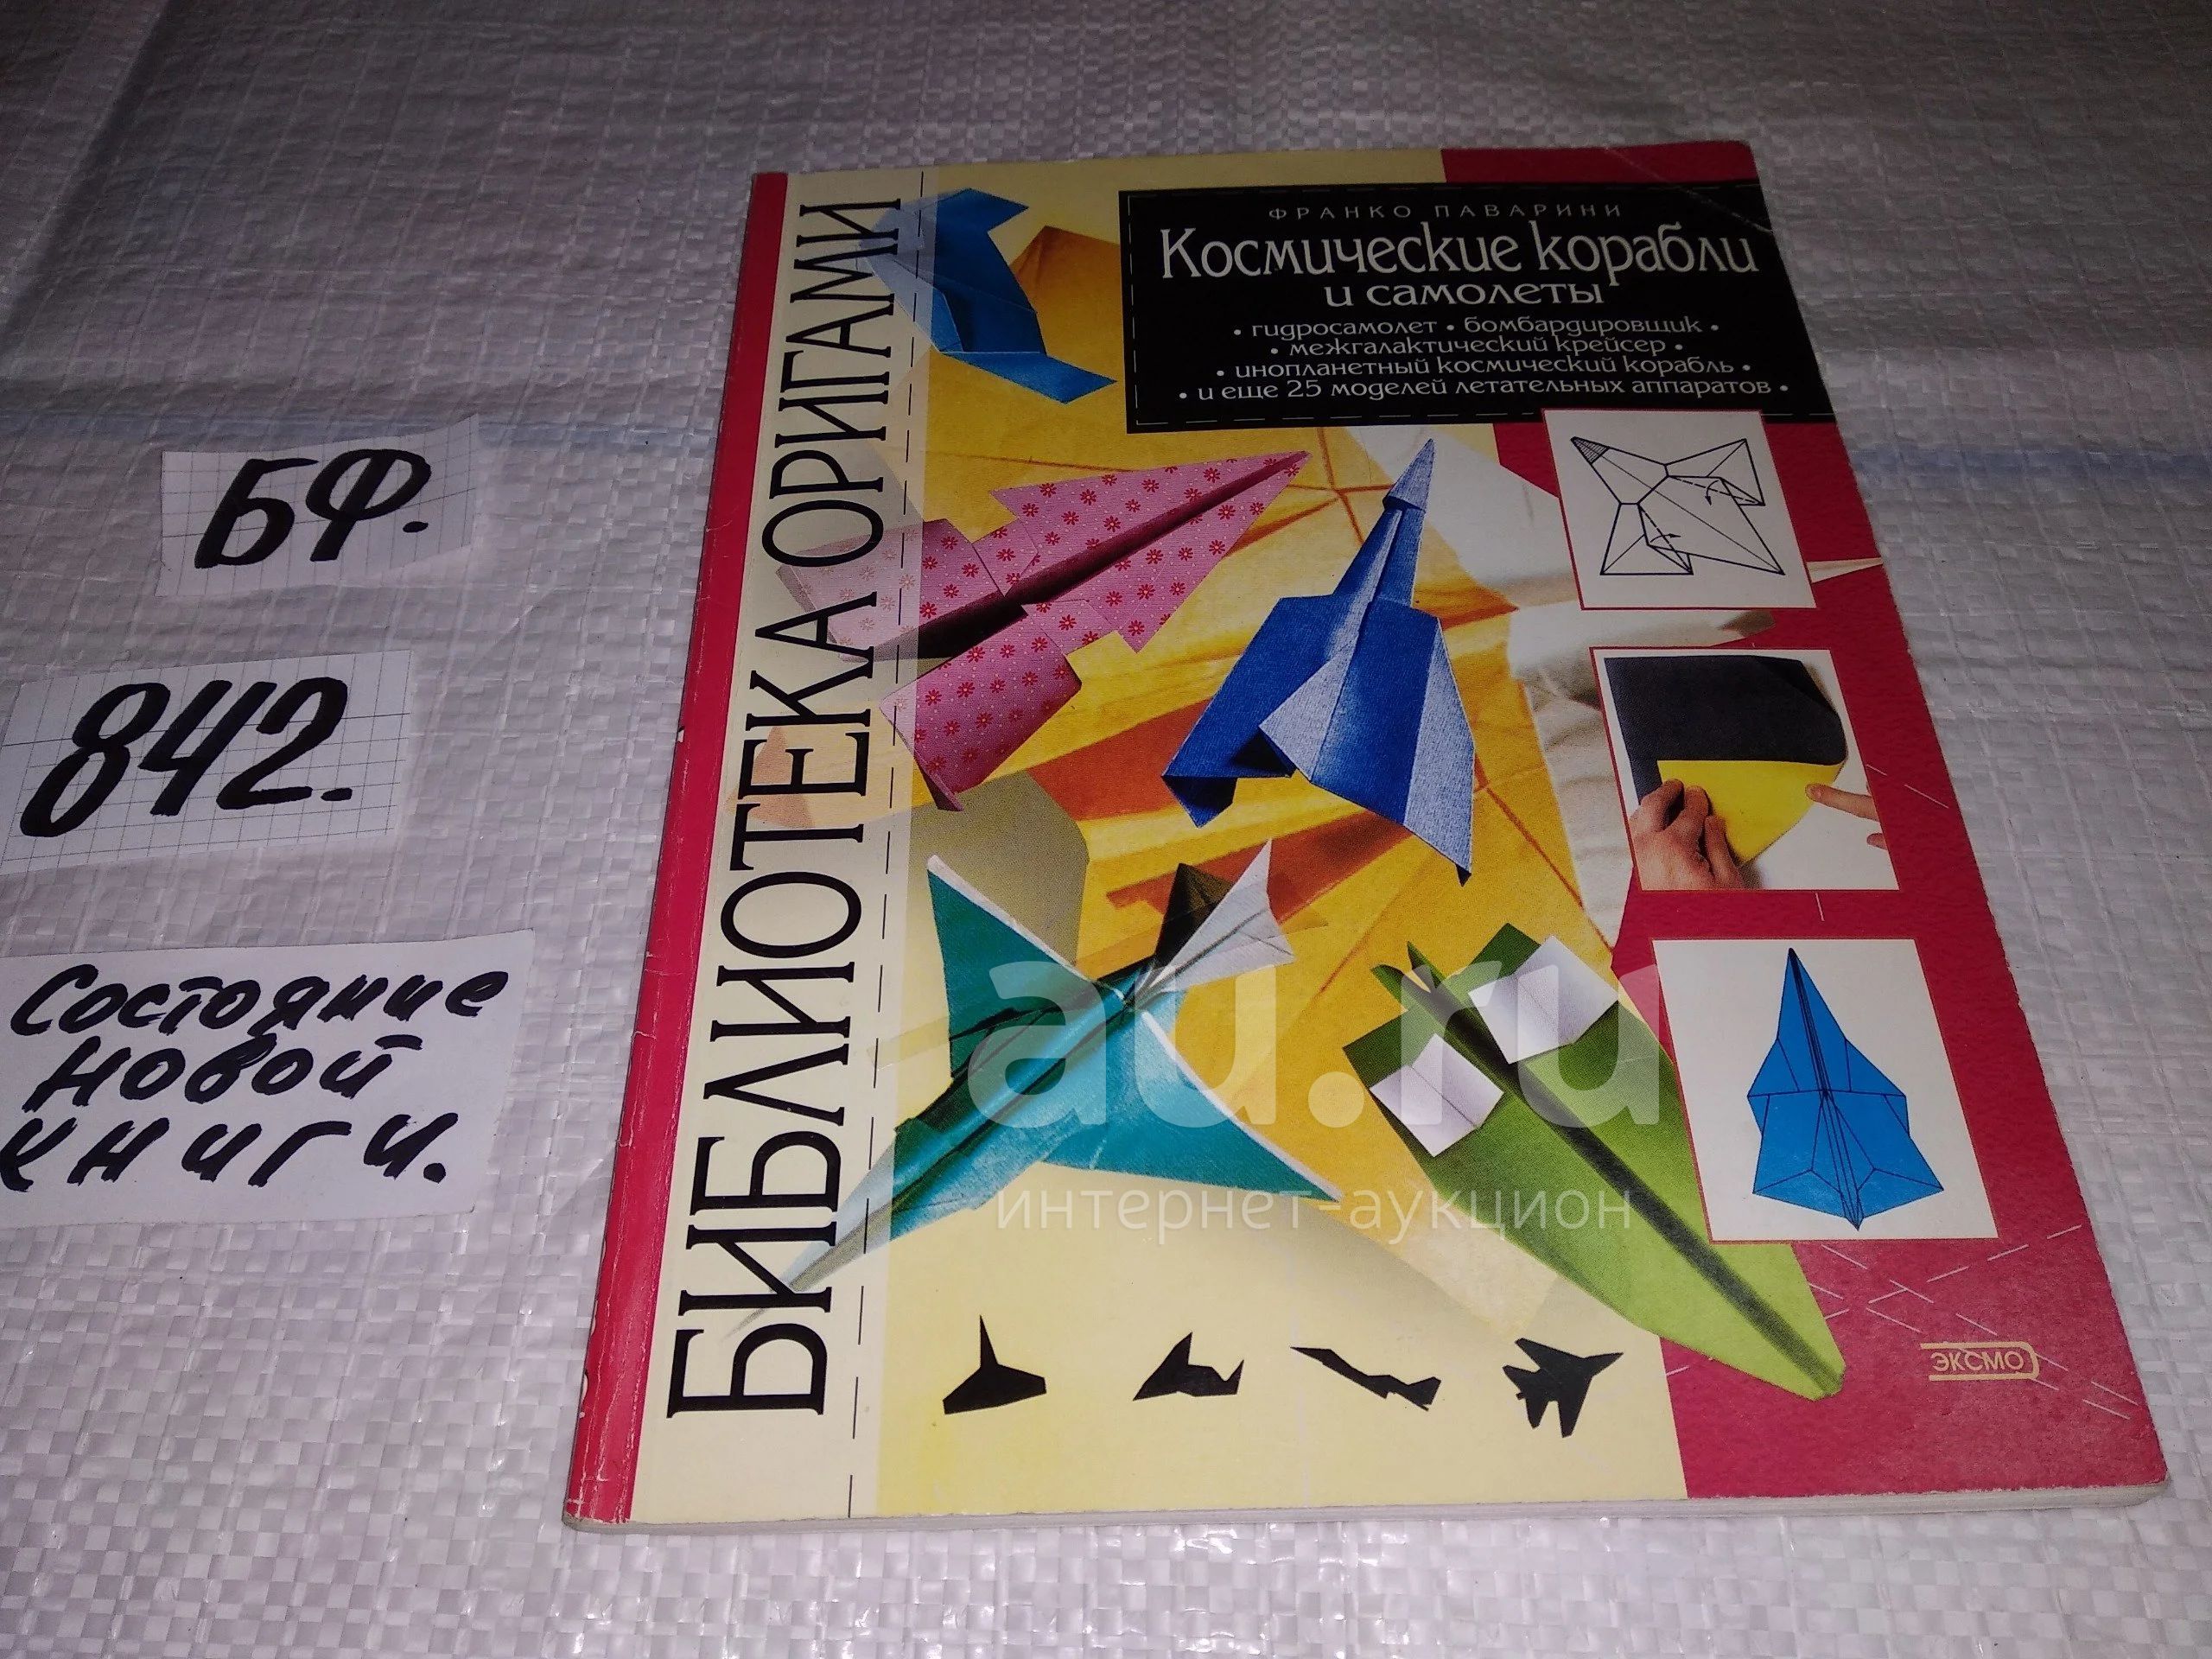 БФ.
842.
Состояние
новой
книги.
БИБЛИОТЕКА ОРИГАМИ
ФРАНКО ПАВАРИНИ
Космические корабли
и самолеты
• гидросамолет • бомбардировщик •
• межгалактический крейсер •
• инопланетный космический корабль •
• и еще 25 моделей летательных аппаратов •
au.ru
интернет-аукцион
ЭКСМО